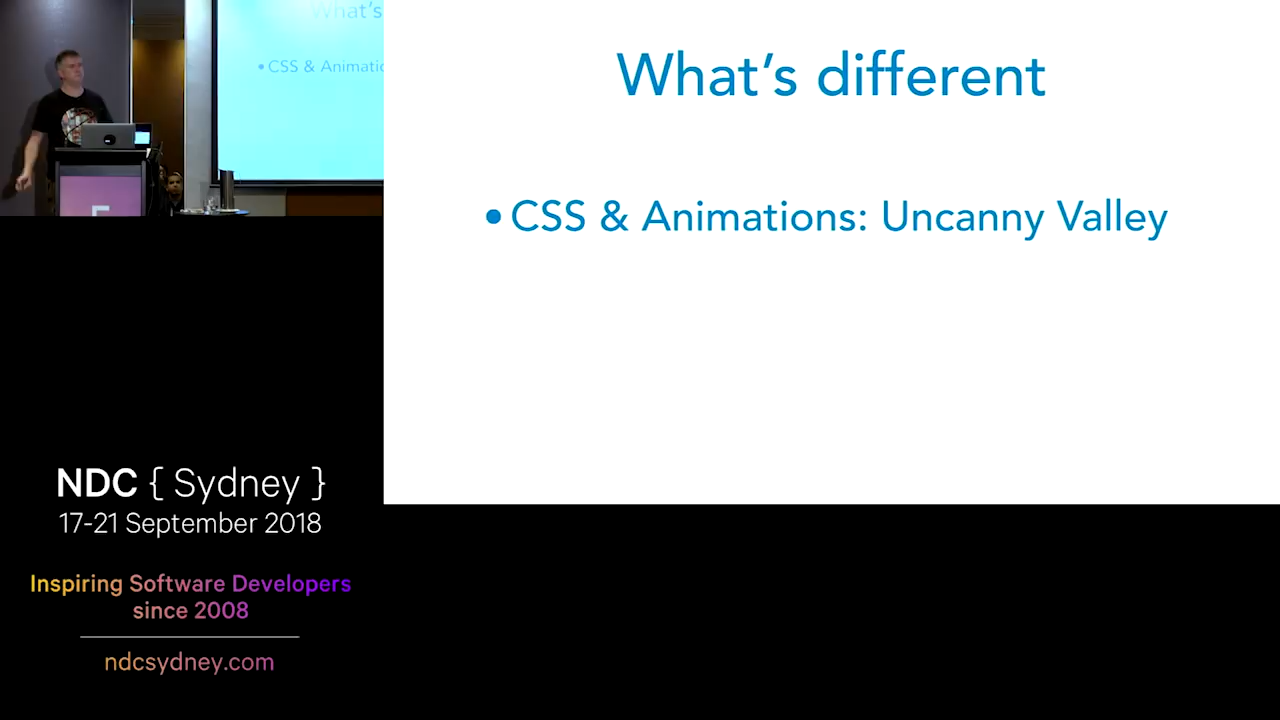 What's
• CSS & Animatio
What's different
• CSS & Animations: Uncanny Valley
NDC { Sydney }
17-21 September 2018
Inspiring Software Developers
since 2008
ndcsydney.com